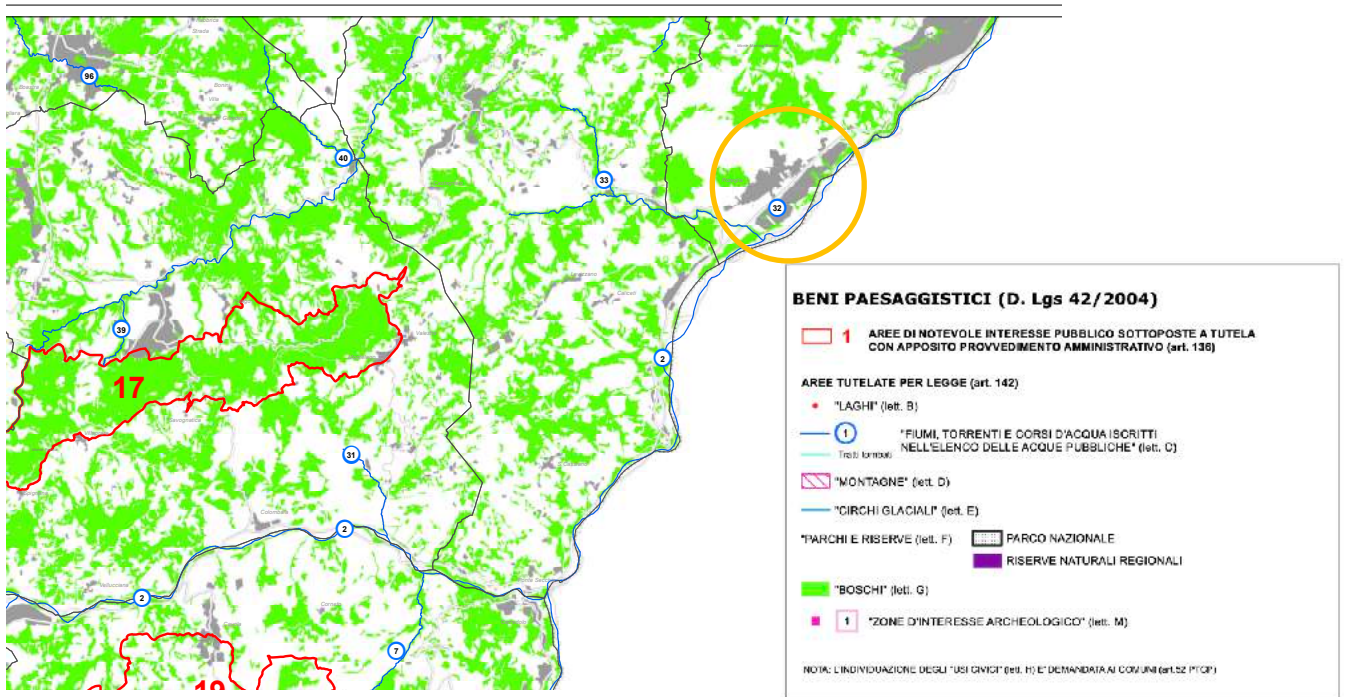 96
40
33
32
39
17
2
31
2
2
7
19
BENI PAESAGGISTICI (D. Lgs 42/2004)
1 AREE DI NOTEVOLE INTERESSE PUBBLICO SOTTOPOSTE A TUTELA
CON APPOSITO PROVVEDIMENTO AMMINISTRATIVO (art. 136)
AREE TUTELATE PER LEGGE (art. 142)
"LAGHI" (lett. B)
1 "FIUMI, TORRENTI E CORSI D'ACQUA ISCRITTI
Tratti tombati NELL'ELENCO DELLE ACQUE PUBBLICHE" (lett. C)
"MONTAGNE" (lett. D)
"CIRCHI GLACIALI" (lett. E)
"PARCHI E RISERVE (lett. F) PARCO NAZIONALE
RISERVE NATURALI REGIONALI
"BOSCHI" (lett. G)
1 "ZONE D'INTERESSE ARCHEOLOGICO" (lett. M)
NOTA: L'INDIVIDUAZIONE DEGLI "USI CIVICI" (lett. H) E' DEMANDATA AI COMUNI (art.52 PTCP)